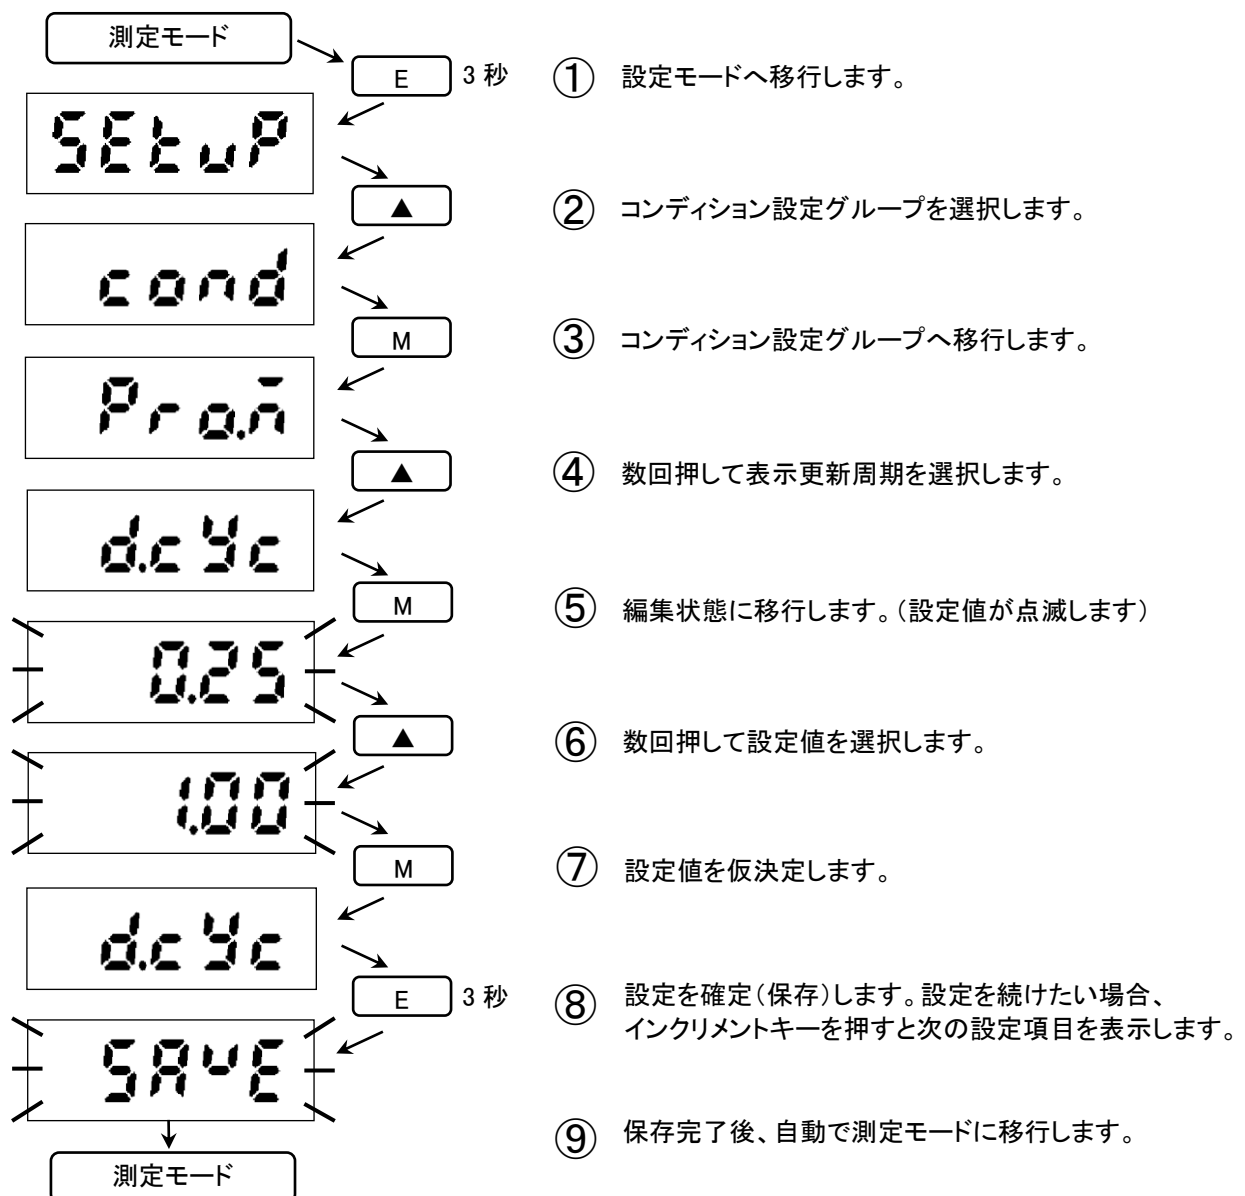 測定モード
E 3秒 ① 設定モードへ移行します。
SEtuP
▲ ② コンディション設定グループを選択します。
cond
M ③ コンディション設定グループへ移行します。
Pro.n̄
▲ ④ 数回押して表示更新周期を選択します。
d.cYc
M ⑤ 編集状態に移行します。(設定値が点滅します)
0.25
▲ ⑥ 数回押して設定値を選択します。
1.00
M ⑦ 設定値を仮決定します。
d.cYc
E 3秒 ⑧ 設定を確定(保存)します。設定を続けたい場合、
インクリメントキーを押すと次の設定項目を表示します。
SAvE
⑨ 保存完了後、自動で測定モードに移行します。
測定モード